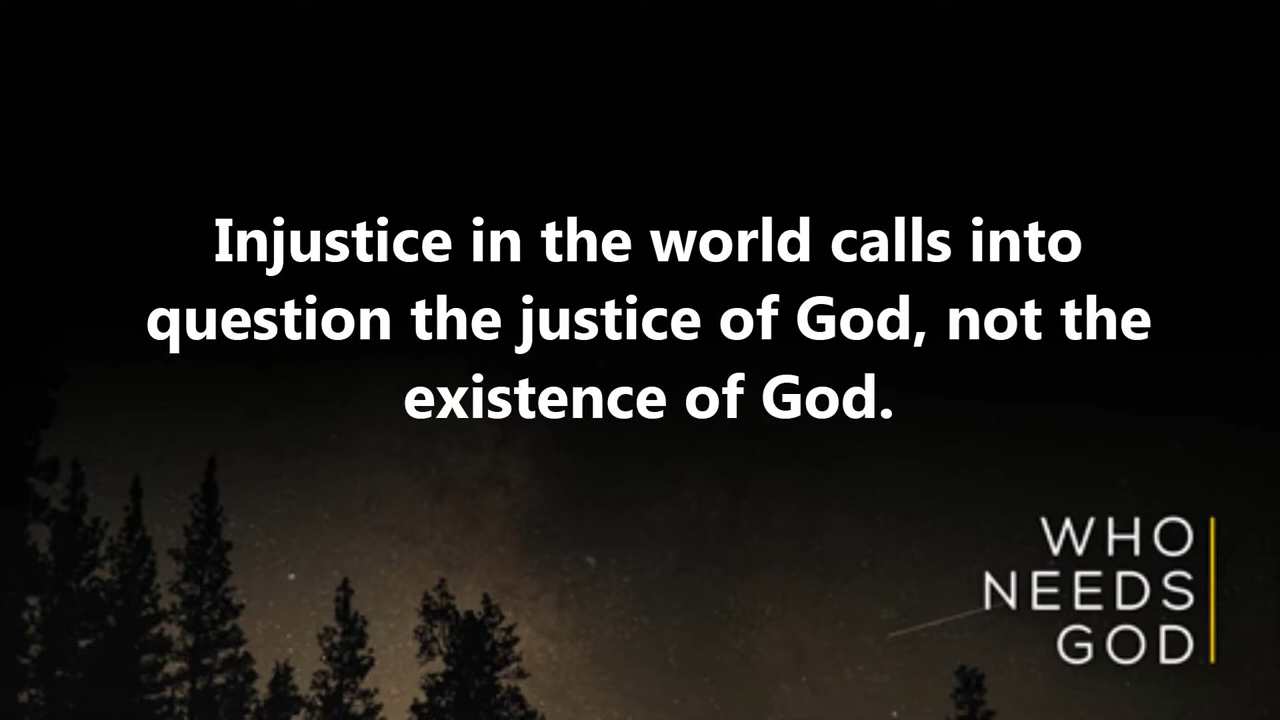 Injustice in the world calls into
question the justice of God, not the
existence of God.
WHO
NEEDS
GOD